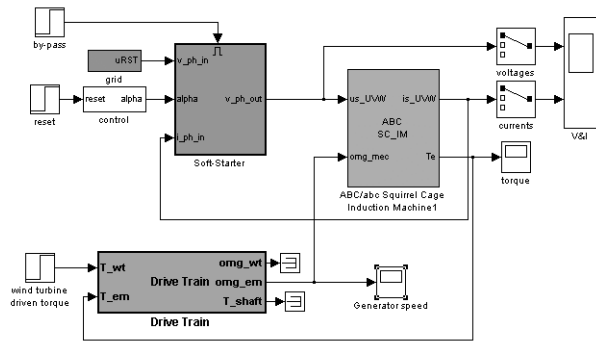 by-pass
uRST
grid
v_ph_in
alpha
v_ph_out
i_ph_in
Soft-Starter
reset
reset
alpha
control
us_UVW
is_UVW
ABC
SC_IM
omg_mec
Te
ABC/abc Squirrel Cage
Induction Machine1
voltages
currents
V&I
torque
wind turbine
driven torque
T_wt
T_em
Drive Train
omg_wt
omg_em
T_shaft
Drive Train
Generator speed